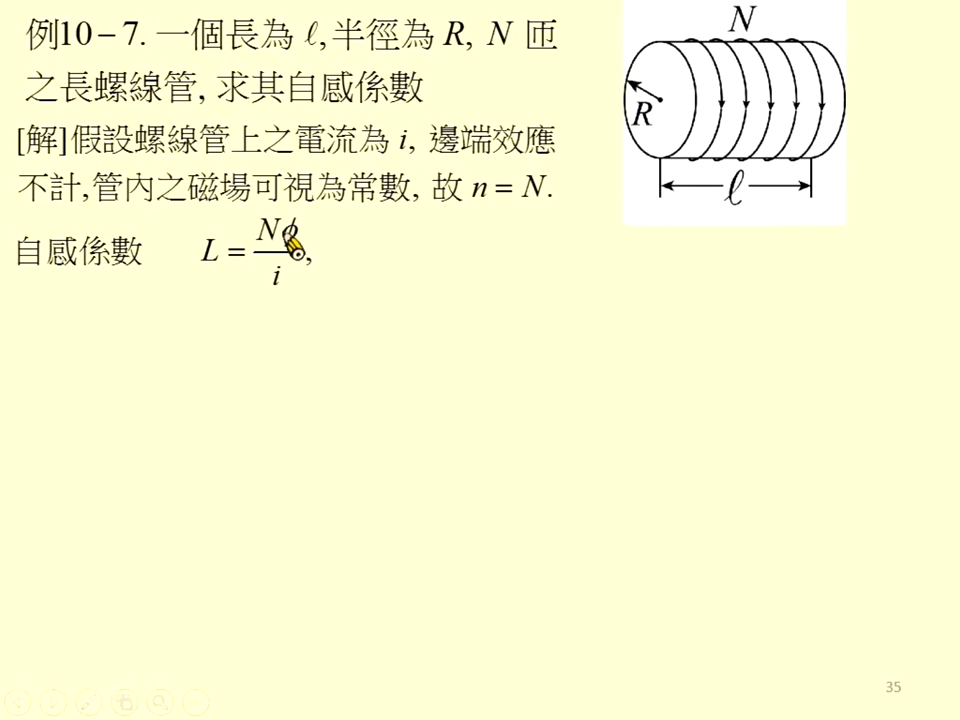 例10－7. 一個長為 ℓ, 半徑為 R, N 匝
之長螺線管, 求其自感係數
[解]假設螺線管上之電流為 i, 邊端效應
不計,管內之磁場可視為常數, 故 n = N.
自感係數 L = Nϕ/i ,
N
R
ℓ
35